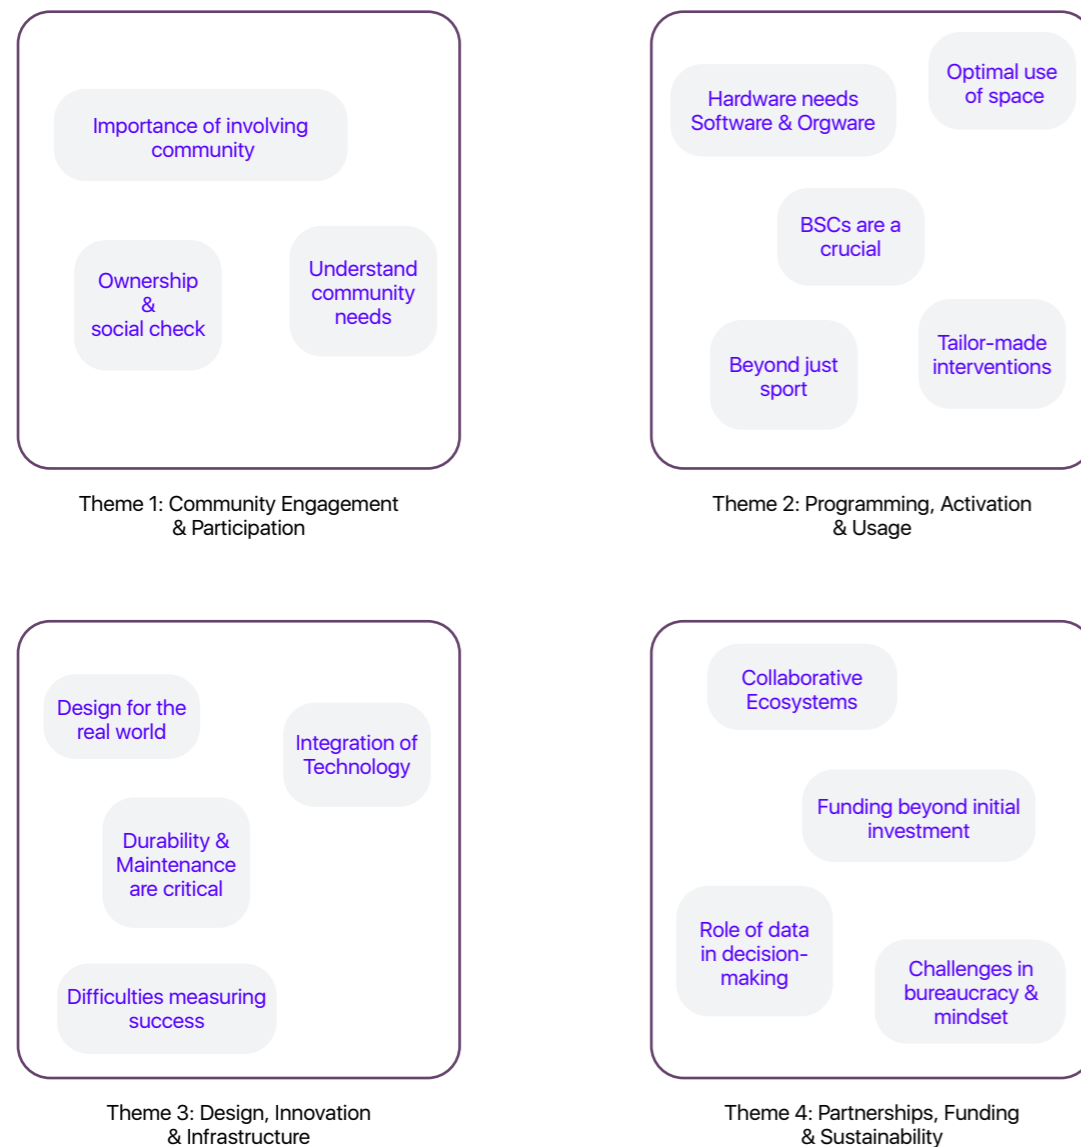 Importance of involving
community
Ownership
&
social check
Understand
community
needs
Theme 1: Community Engagement
& Participation
Hardware needs
Software & Orgware
Optimal use
of space
BSCs are a
crucial
Beyond just
sport
Tailor-made
interventions
Theme 2: Programming, Activation
& Usage
Design for the
real world
Integration of
Technology
Durability &
Maintenance
are critical
Difficulties measuring
success
Theme 3: Design, Innovation
& Infrastructure
Collaborative
Ecosystems
Funding beyond initial
investment
Role of data
in decision-
making
Challenges in
bureaucracy &
mindset
Theme 4: Partnerships, Funding
& Sustainability